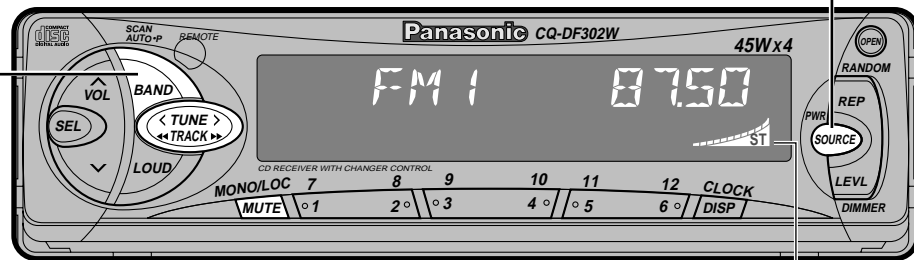 COMPACT
disc
DIGITAL AUDIO
SCAN
AUTO•P
REMOTE
Panasonic CQ-DF302W
45Wx4
OPEN
RANDOM
VOL
BAND
FM1 87.50
REP
PWR
SEL
< TUNE >
◀◀ TRACK ▶▶
ST
SOURCE
LOUD
LEVL
CD RECEIVER WITH CHANGER CONTROL
MONO/LOC 7 8 9 10 11 12 CLOCK
MUTE 1 2 3 4 5 6 DISP
DIMMER